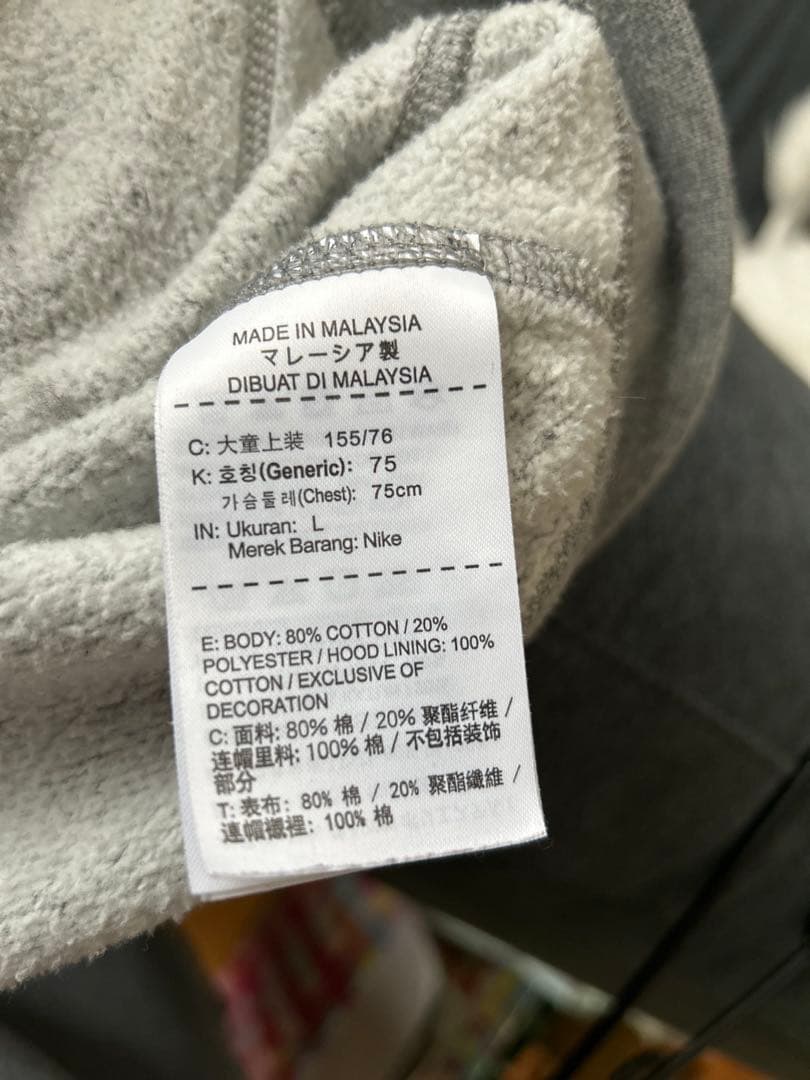 MADE IN MALAYSIA
マレーシア製
DIBUAT DI MALAYSIA
C: 大童上装 155/76
K: 호칭(Generic): 75
가슴둘레(Chest): 75cm
IN: Ukuran: L
Merek Barang: Nike
E: BODY: 80% COTTON / 20%
POLYESTER / HOOD LINING: 100%
COTTON / EXCLUSIVE OF
DECORATION
C: 面料: 80% 棉 / 20% 聚酯纤维 /
连帽里料: 100% 棉 / 不包括装饰
部分
T: 表布: 80% 棉 / 20% 聚酯纖維 /
連帽襯裡: 100% 棉